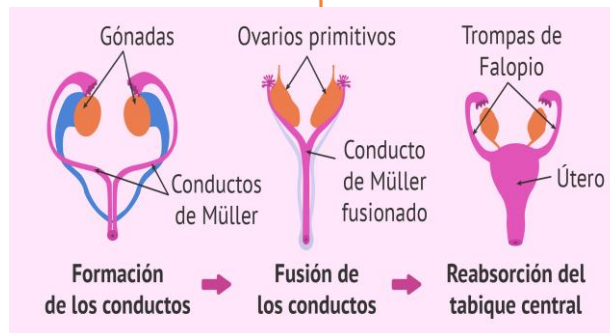 Gónadas
Ovarios primitivos
Trompas de
Falopio
Conductos
de Müller
Conducto
de Müller
fusionado
Útero
Formación
de los conductos
Fusión de
los conductos
Reabsorción del
tabique central